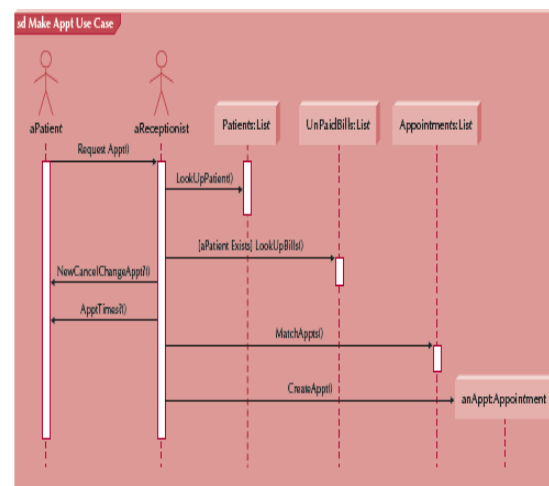 sd Make Appt Use Case
aPatient
aReceptionist
Patients:List
UnPaidBills:List
Appointments:List
Request Appt()
LookUpPatient()
[aPatient Exists] LookUpBills()
NewCancelChangeAppt?()
ApptTimes?()
MatchAppts()
CreateAppt()
anAppt:Appointment